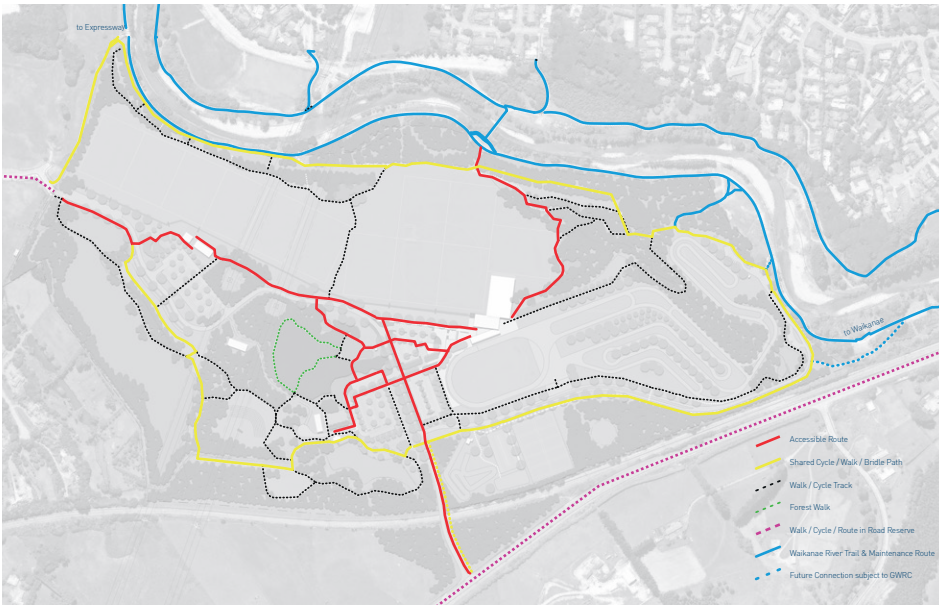 to Expressway
to Waikanae
Accessible Route
Shared Cycle / Walk / Bridle Path
Walk / Cycle Track
Forest Walk
Walk / Cycle / Route in Road Reserve
Waikanae River Trail & Maintenance Route
Future Connection subject to GWRC